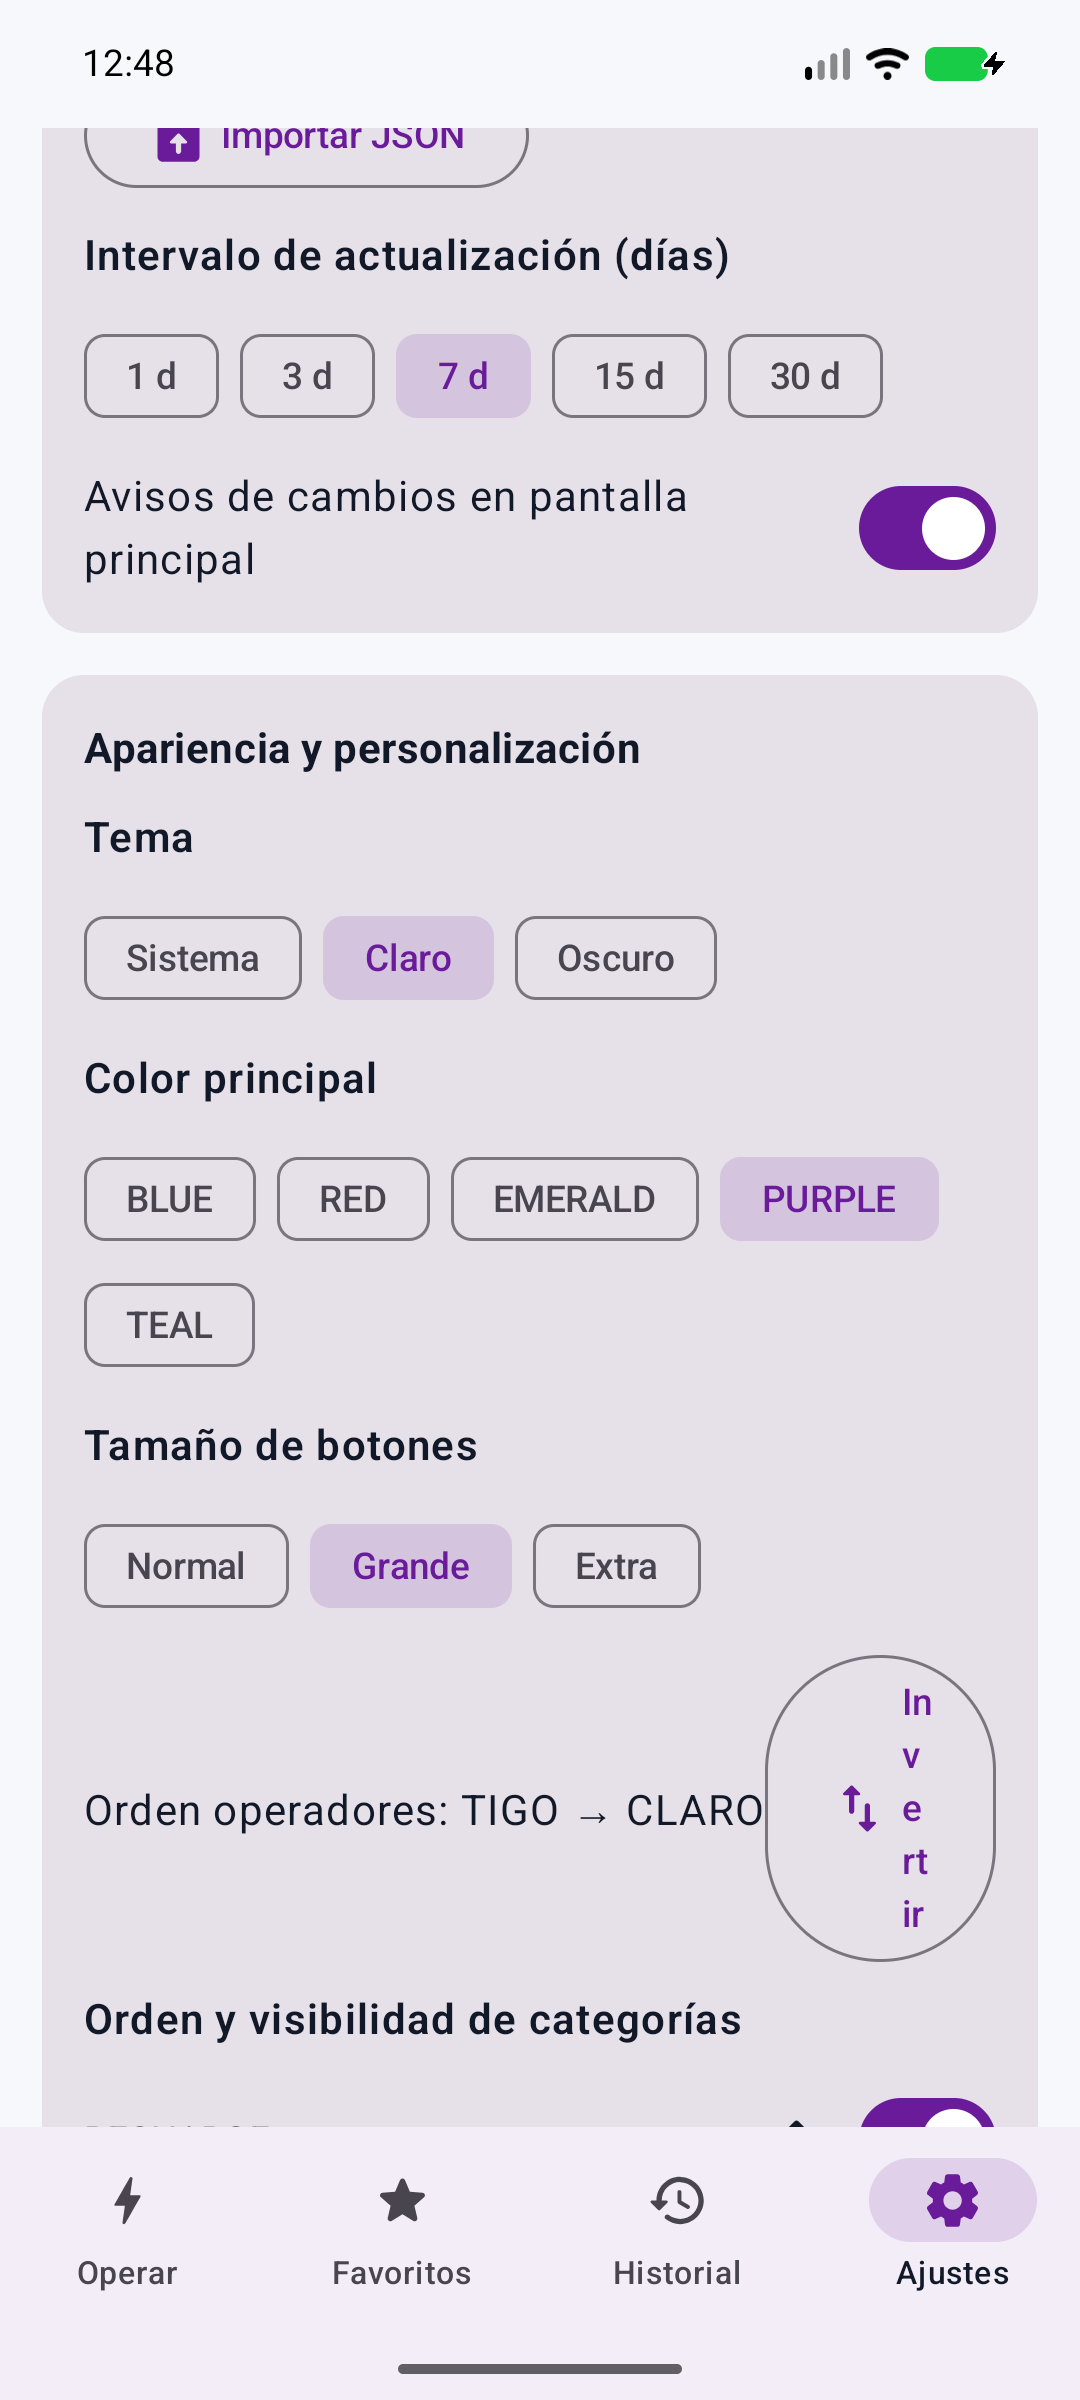 12:48
Importar JSON
Intervalo de actualización (días)
1 d
3 d
7 d
15 d
30 d
Avisos de cambios en pantalla
principal
Apariencia y personalización
Tema
Sistema
Claro
Oscuro
Color principal
BLUE
RED
EMERALD
PURPLE
TEAL
Tamaño de botones
Normal
Grande
Extra
Orden operadores: TIGO → CLARO
In
v
e
rt
ir
Orden y visibilidad de categorías
Operar
Favoritos
Historial
Ajustes